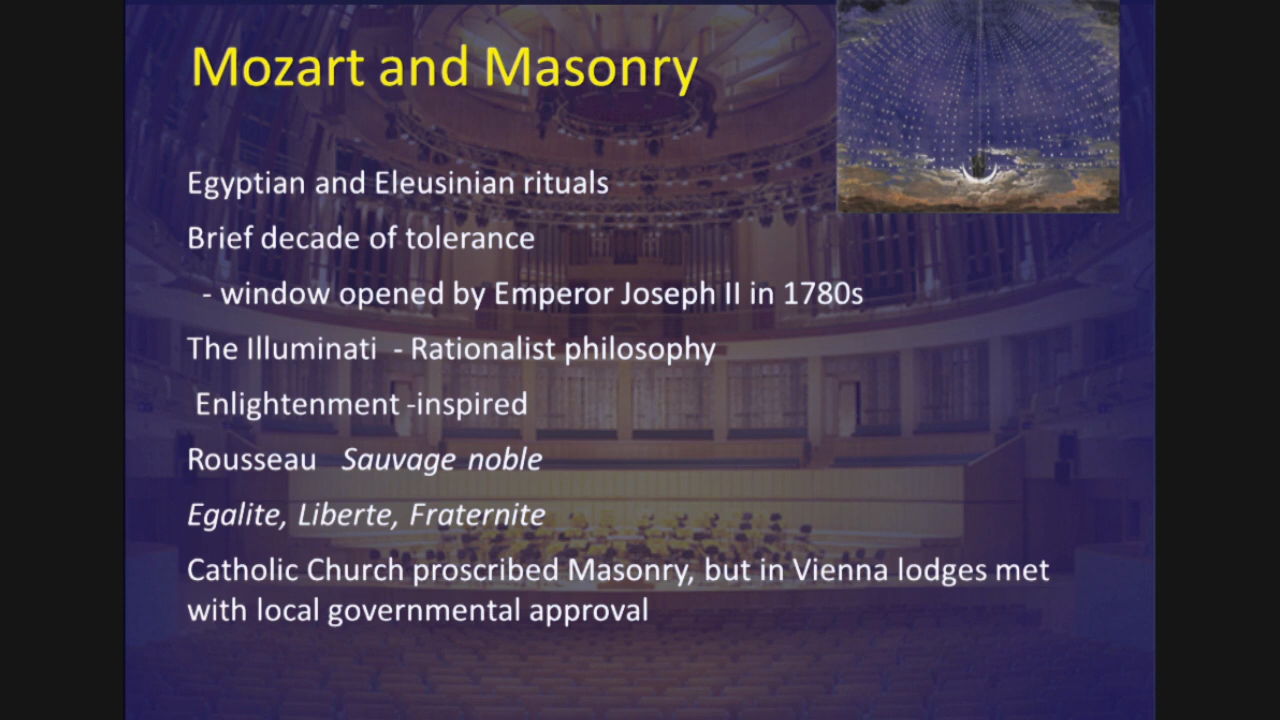 Mozart and Masonry
Egyptian and Eleusinian rituals
Brief decade of tolerance
- window opened by Emperor Joseph II in 1780s
The Illuminati - Rationalist philosophy
Enlightenment -inspired
Rousseau Sauvage noble
Egalite, Liberte, Fraternite
Catholic Church proscribed Masonry, but in Vienna lodges met
with local governmental approval